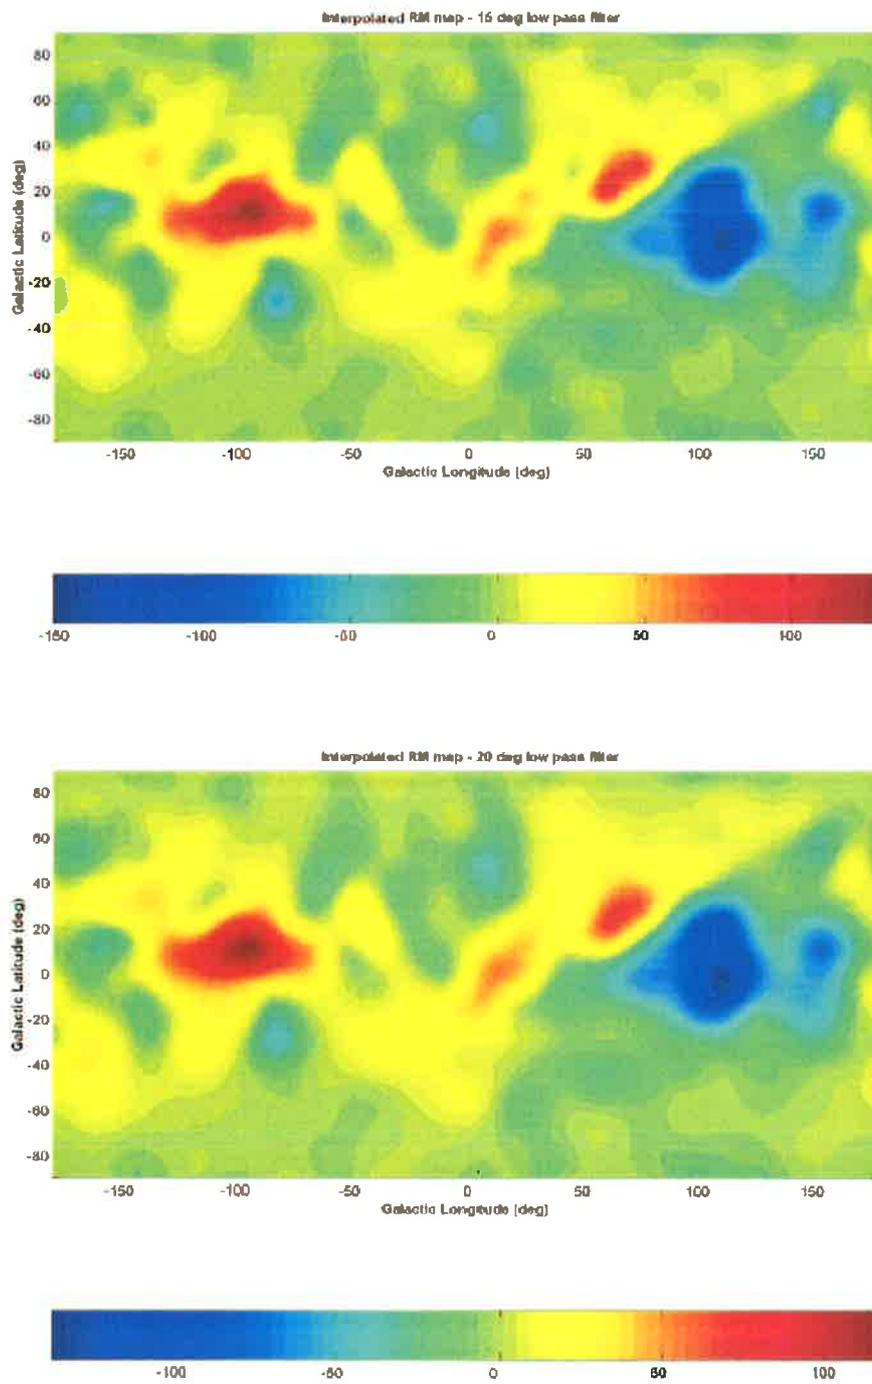 Interpolated RM map - 15 deg low pass filter
80
60
40
20
0
-20
-40
-60
-80
Galactic Latitude (deg)
-150 -100 -50 0 50 100 150
Galactic Longitude (deg)
-150 -100 -50 0 50 100
Interpolated RM map - 20 deg low pass filter
80
60
40
20
0
-20
-40
-60
-80
Galactic Latitude (deg)
-150 -100 -50 0 50 100 150
Galactic Longitude (deg)
-100 -50 0 50 100